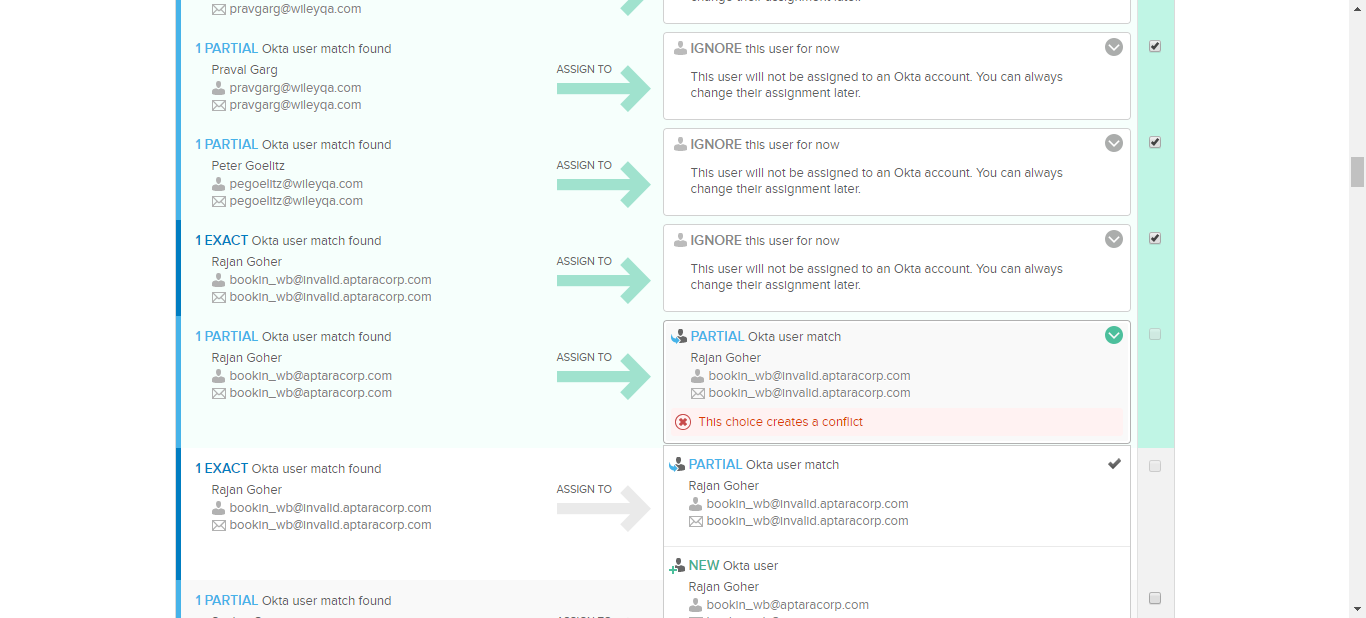 pravgarg@wileyqa.com
change their assignment later.
1 PARTIAL Okta user match found
Praval Garg
pravgarg@wileyqa.com
pravgarg@wileyqa.com
ASSIGN TO
IGNORE this user for now
This user will not be assigned to an Okta account. You can always
change their assignment later.
1 PARTIAL Okta user match found
Peter Goelitz
pegoelitz@wileyqa.com
pegoelitz@wileyqa.com
ASSIGN TO
IGNORE this user for now
This user will not be assigned to an Okta account. You can always
change their assignment later.
1 EXACT Okta user match found
Rajan Goher
bookin_wb@invalid.aptaracorp.com
bookin_wb@invalid.aptaracorp.com
ASSIGN TO
IGNORE this user for now
This user will not be assigned to an Okta account. You can always
change their assignment later.
1 PARTIAL Okta user match found
Rajan Goher
bookin_wb@aptaracorp.com
bookin_wb@aptaracorp.com
ASSIGN TO
PARTIAL Okta user match
Rajan Goher
bookin_wb@invalid.aptaracorp.com
bookin_wb@invalid.aptaracorp.com
This choice creates a conflict
1 EXACT Okta user match found
Rajan Goher
bookin_wb@invalid.aptaracorp.com
bookin_wb@invalid.aptaracorp.com
ASSIGN TO
PARTIAL Okta user match
Rajan Goher
bookin_wb@invalid.aptaracorp.com
bookin_wb@invalid.aptaracorp.com
NEW Okta user
Rajan Goher
bookin_wb@aptaracorp.com
1 PARTIAL Okta user match found
ASSIGN TO